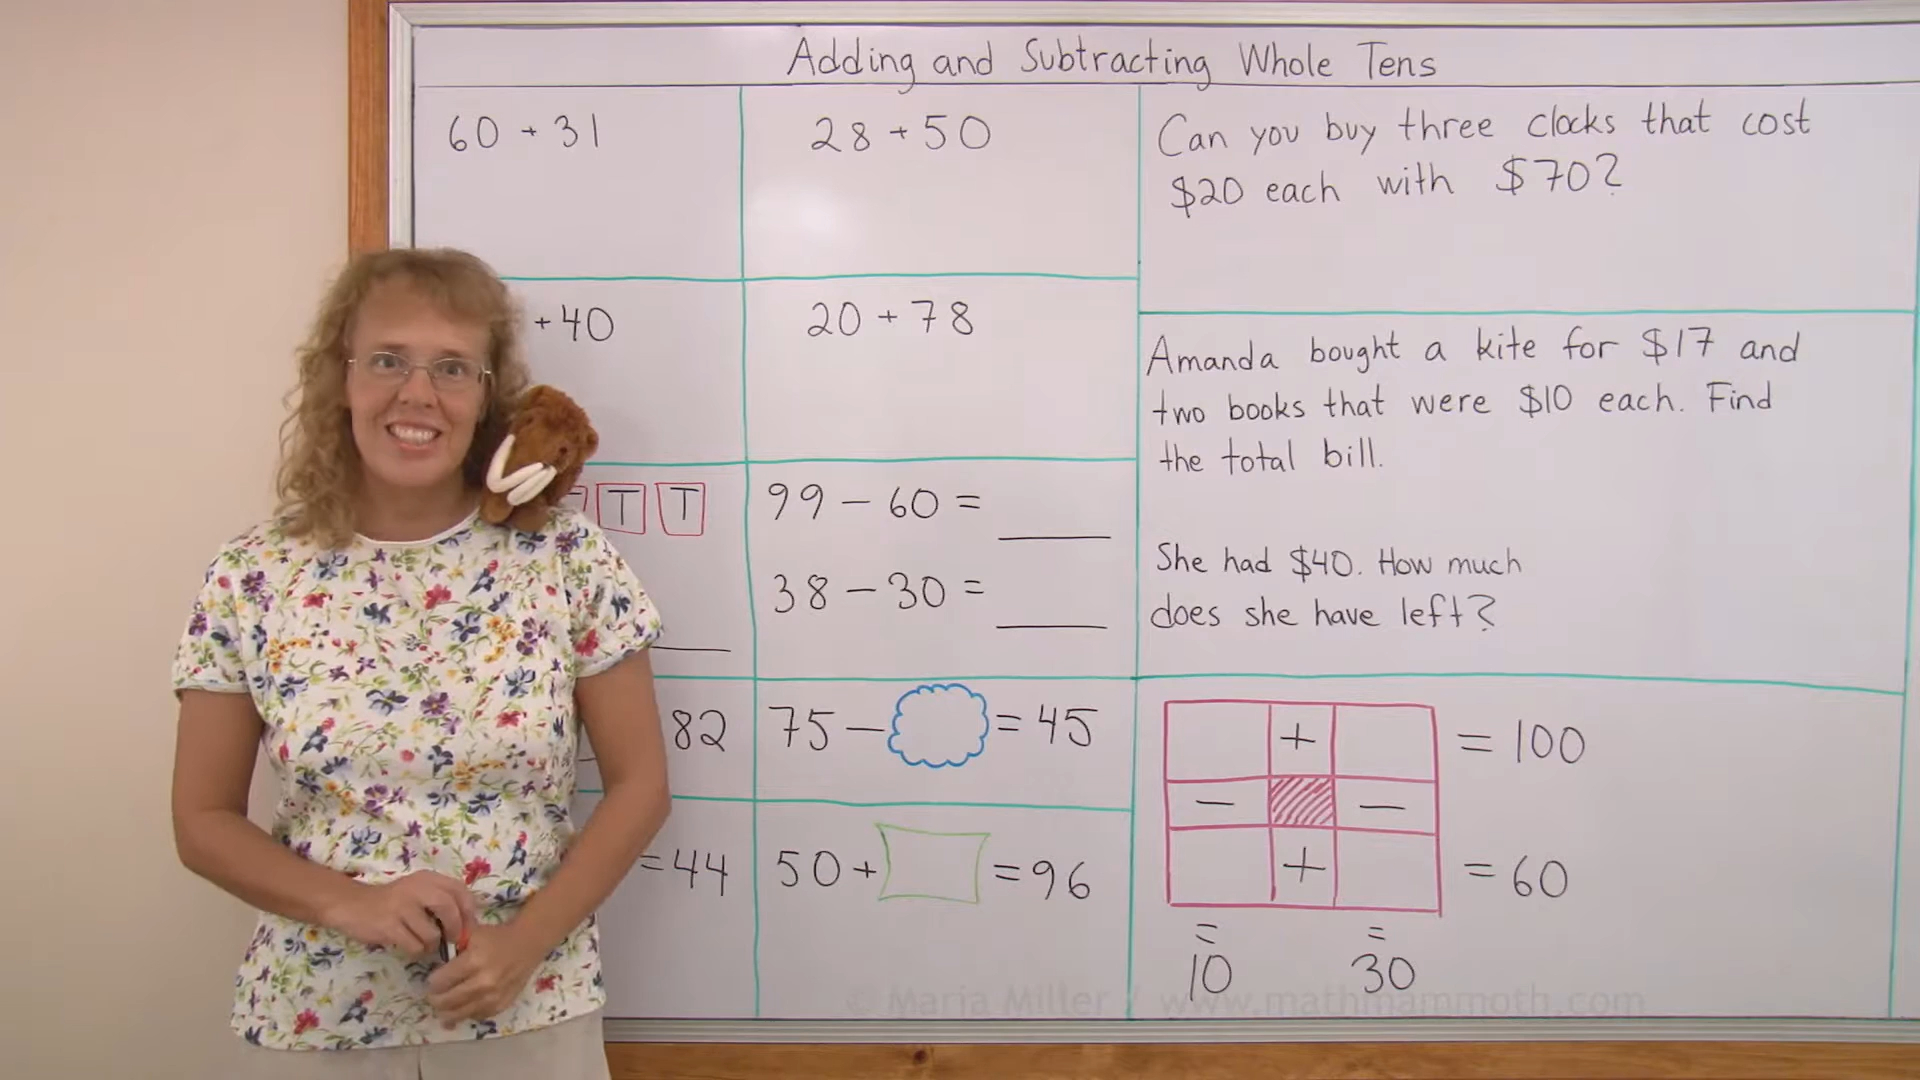 Adding and Subtracting Whole Tens
60 + 31
28 + 50
+ 40
20 + 78
T T
99 - 60 =
38 - 30 =
82
75 - = 45
= 44
50 + = 96
Can you buy three clocks that cost
$20 each with $70?
Amanda bought a kite for $17 and
two books that were $10 each. Find
the total bill.
She had $40. How much
does she have left?
+ = 100
- -
+ = 60
= =
10 30
© Maria Miller / www.mathmammoth.com